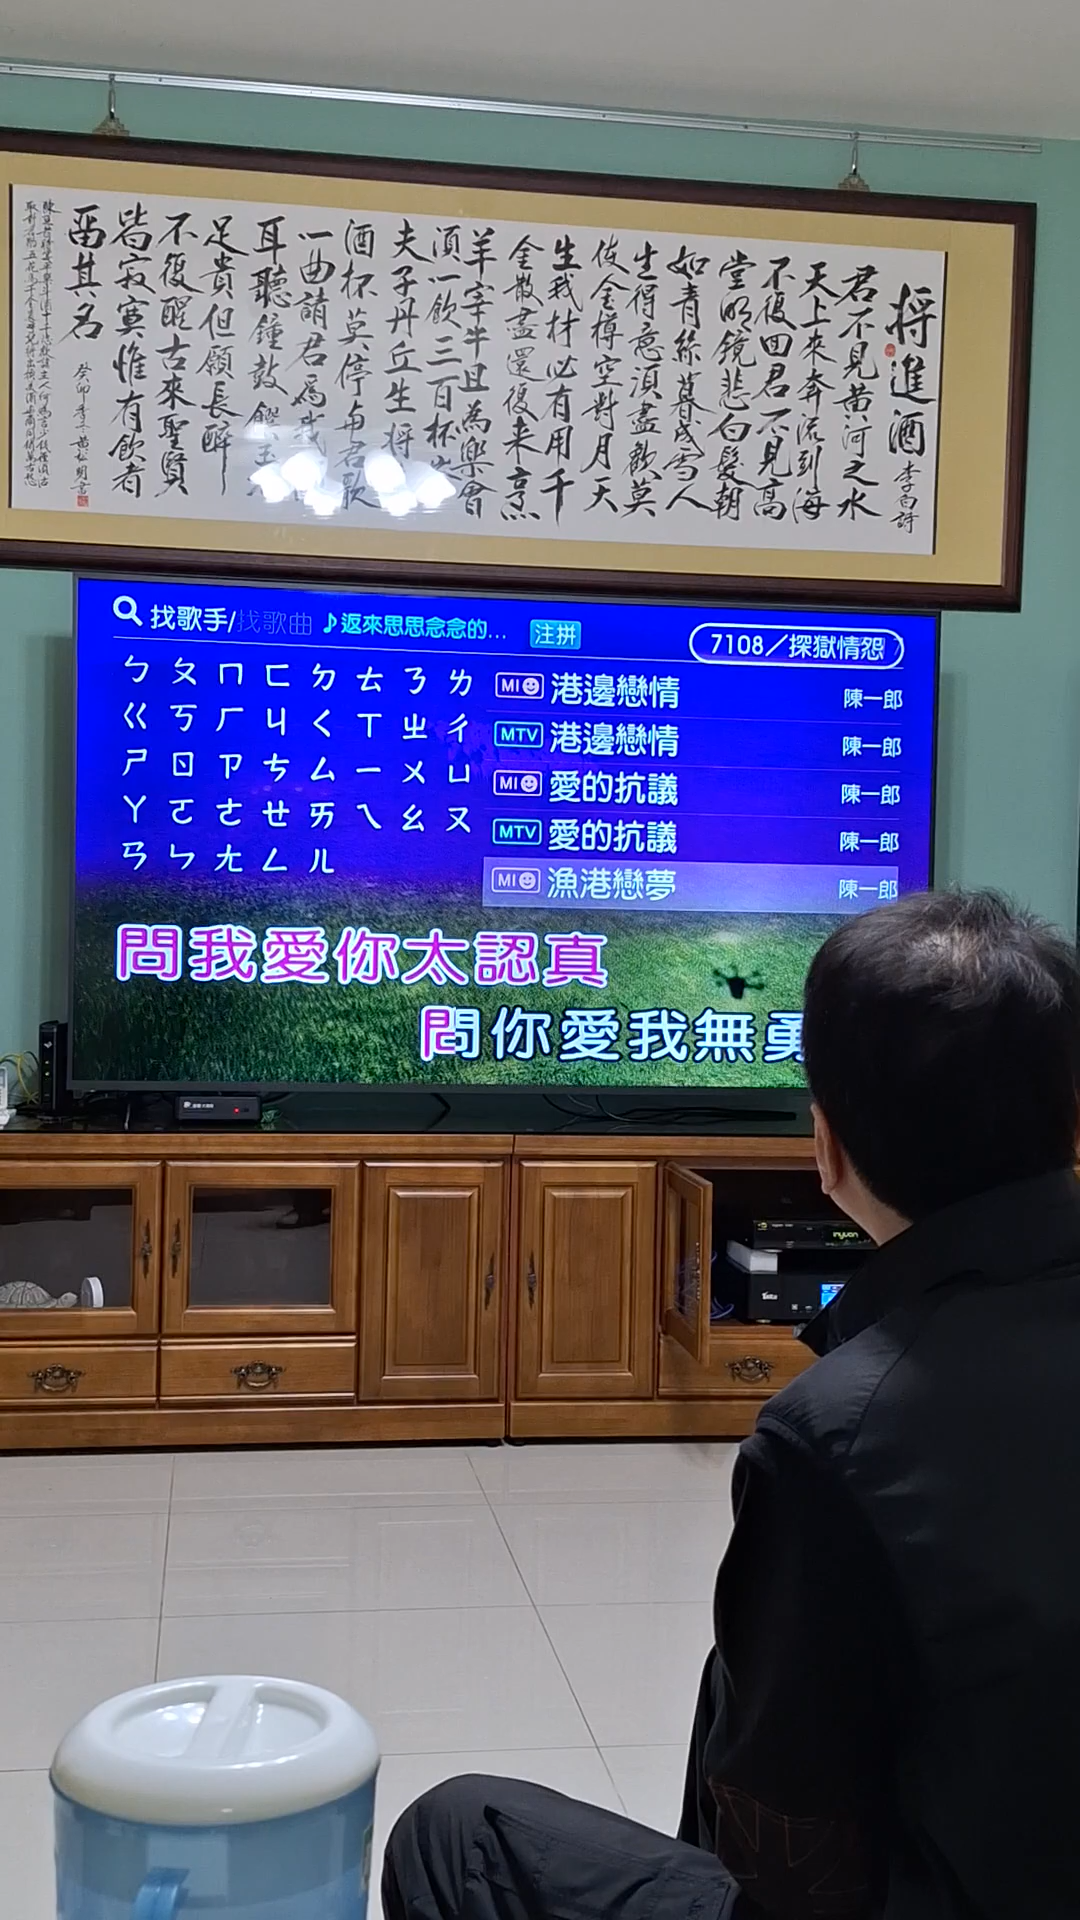 將進酒 李白詩
君不見黃河之水
天上來奔流到海
不復回君不見高
堂明鏡悲白髮朝
如青絲暮成雪人
生得意須盡歡莫
使金樽空對月天
生我材必有用千
金散盡還復來烹
羊宰牛且為樂會
須一飲三百杯岑
夫子丹丘生將
酒杯莫停與君歌
一曲請君為我
耳聽鐘鼓饌玉
足貴但願長醉
不復醒古來聖賢
皆寂寞惟有飲者
留其名
找歌手/找歌曲 ♪返來思思念念的... 注拼 7108／探獄情怨
ㄅ ㄆ ㄇ ㄈ ㄉ ㄊ ㄋ ㄌ
ㄍ ㄎ ㄏ ㄐ ㄑ ㄒ ㄓ ㄔ
ㄕ ㄖ ㄗ ㄘ ㄙ ㄧ ㄨ ㄩ
ㄚ ㄛ ㄜ ㄝ ㄞ ㄟ ㄠ ㄡ
ㄢ ㄣ ㄤ ㄥ ㄦ
MI 港邊戀情 陳一郎
MTV 港邊戀情 陳一郎
MI 愛的抗議 陳一郎
MTV 愛的抗議 陳一郎
MI 漁港戀夢 陳一郎
問我愛你太認真
問你愛我無勇
inyuan